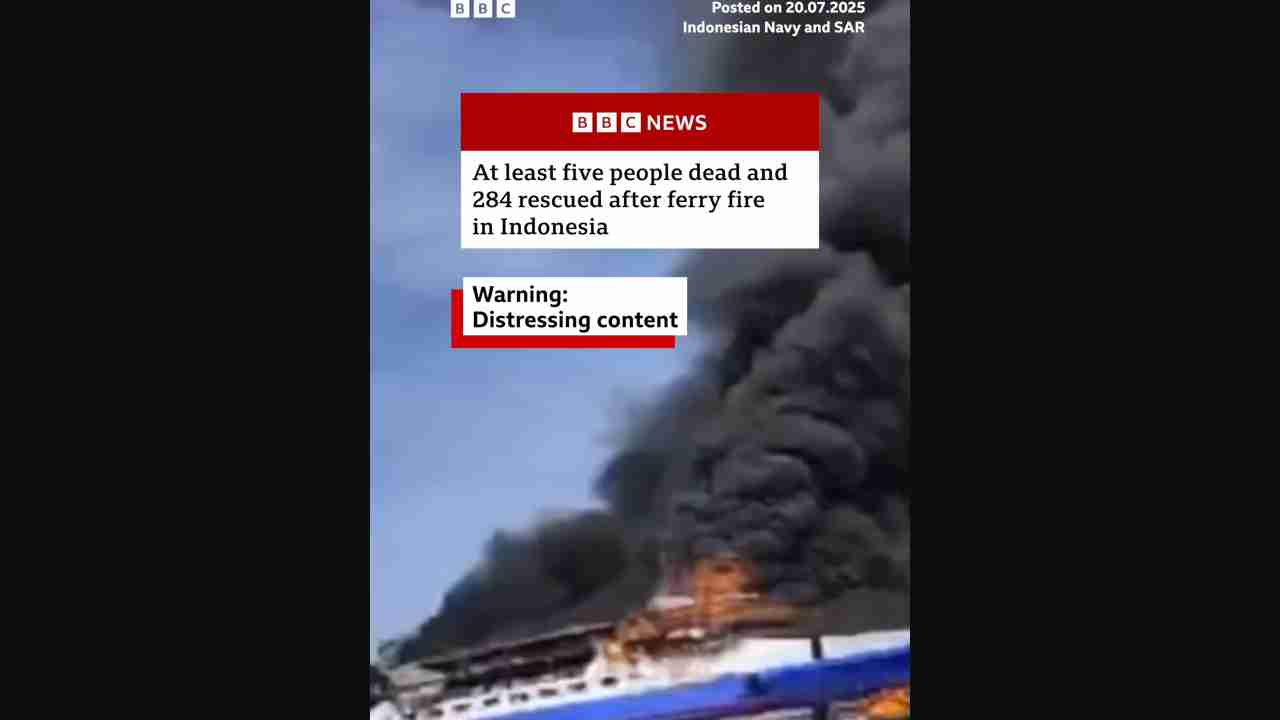 BBC
Posted on 20.07.2025
Indonesian Navy and SAR
BBC NEWS
At least five people dead and
284 rescued after ferry fire
in Indonesia
Warning:
Distressing content